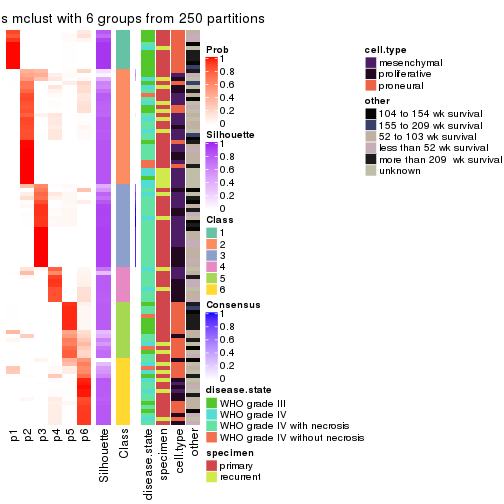 s mclust with 6 groups from 250 partitions
Prob
1
0.8
0.6
0.4
0.2
0
Silhouette
1
0.8
0.6
0.4
0.2
0
Class
1
2
3
4
5
6
Consensus
1
0.8
0.6
0.4
0.2
0
disease.state
WHO grade III
WHO grade IV
WHO grade IV with necrosis
WHO grade IV without necrosis
specimen
primary
recurrent
cell.type
mesenchymal
proliferative
proneural
other
104 to 154 wk survival
155 to 209 wk survival
52 to 103 wk survival
less than 52 wk survival
more than 209  wk survival
unknown
p1
p2
p3
p4
p5
p6
Silhouette
Class
disease.state
specimen
cell.type
other